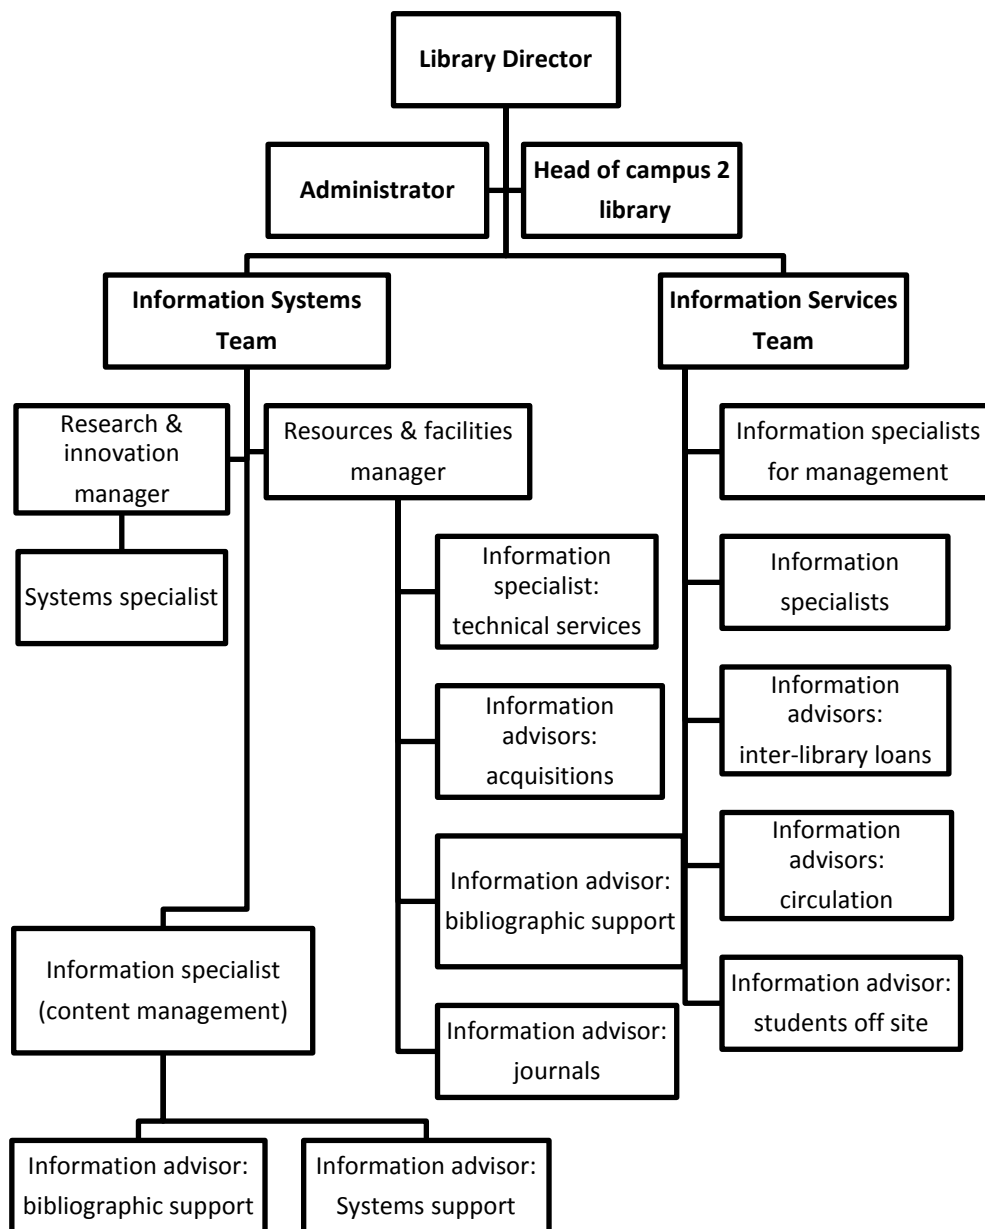 Library Director
Administrator
Head of campus 2
library
Information Systems
Team
Information Services
Team
Research &
innovation
manager
Resources & facilities
manager
Information specialists
for management
Systems specialist
Information
specialist:
technical services
Information
specialists
Information
advisors:
acquisitions
Information
advisors:
inter-library loans
Information advisor:
bibliographic support
Information
advisors:
circulation
Information specialist
(content management)
Information advisor:
journals
Information advisor:
students off site
Information advisor:
bibliographic support
Information advisor:
Systems support